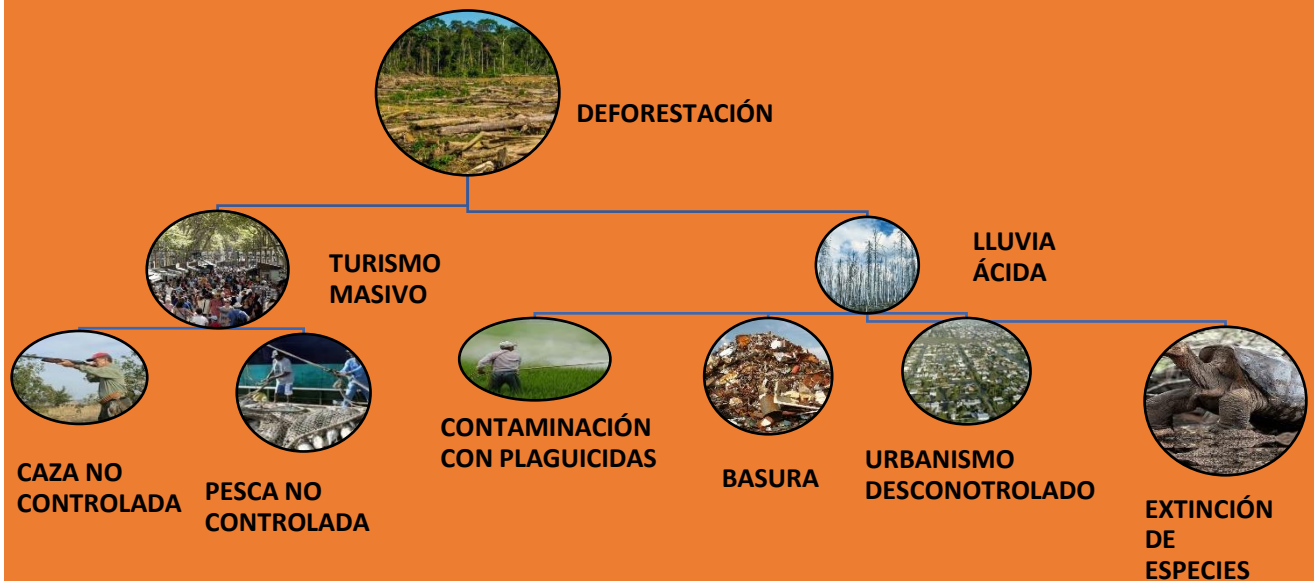 DEFORESTACIÓN
TURISMO
MASIVO
LLUVIA
ÁCIDA
CAZA NO
CONTROLADA
PESCA NO
CONTROLADA
CONTAMINACIÓN
CON PLAGUICIDAS
BASURA
URBANISMO
DESCONOTROLADO
EXTINCIÓN
DE
ESPECIES